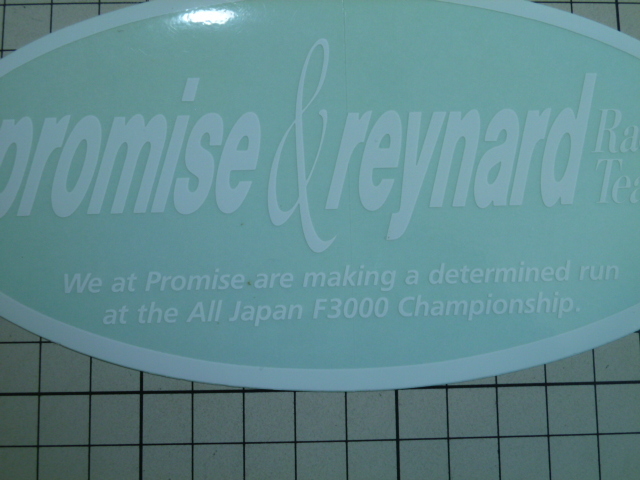 promise & reynard
We at Promise are making a determined run
at the All Japan F3000 Championship.